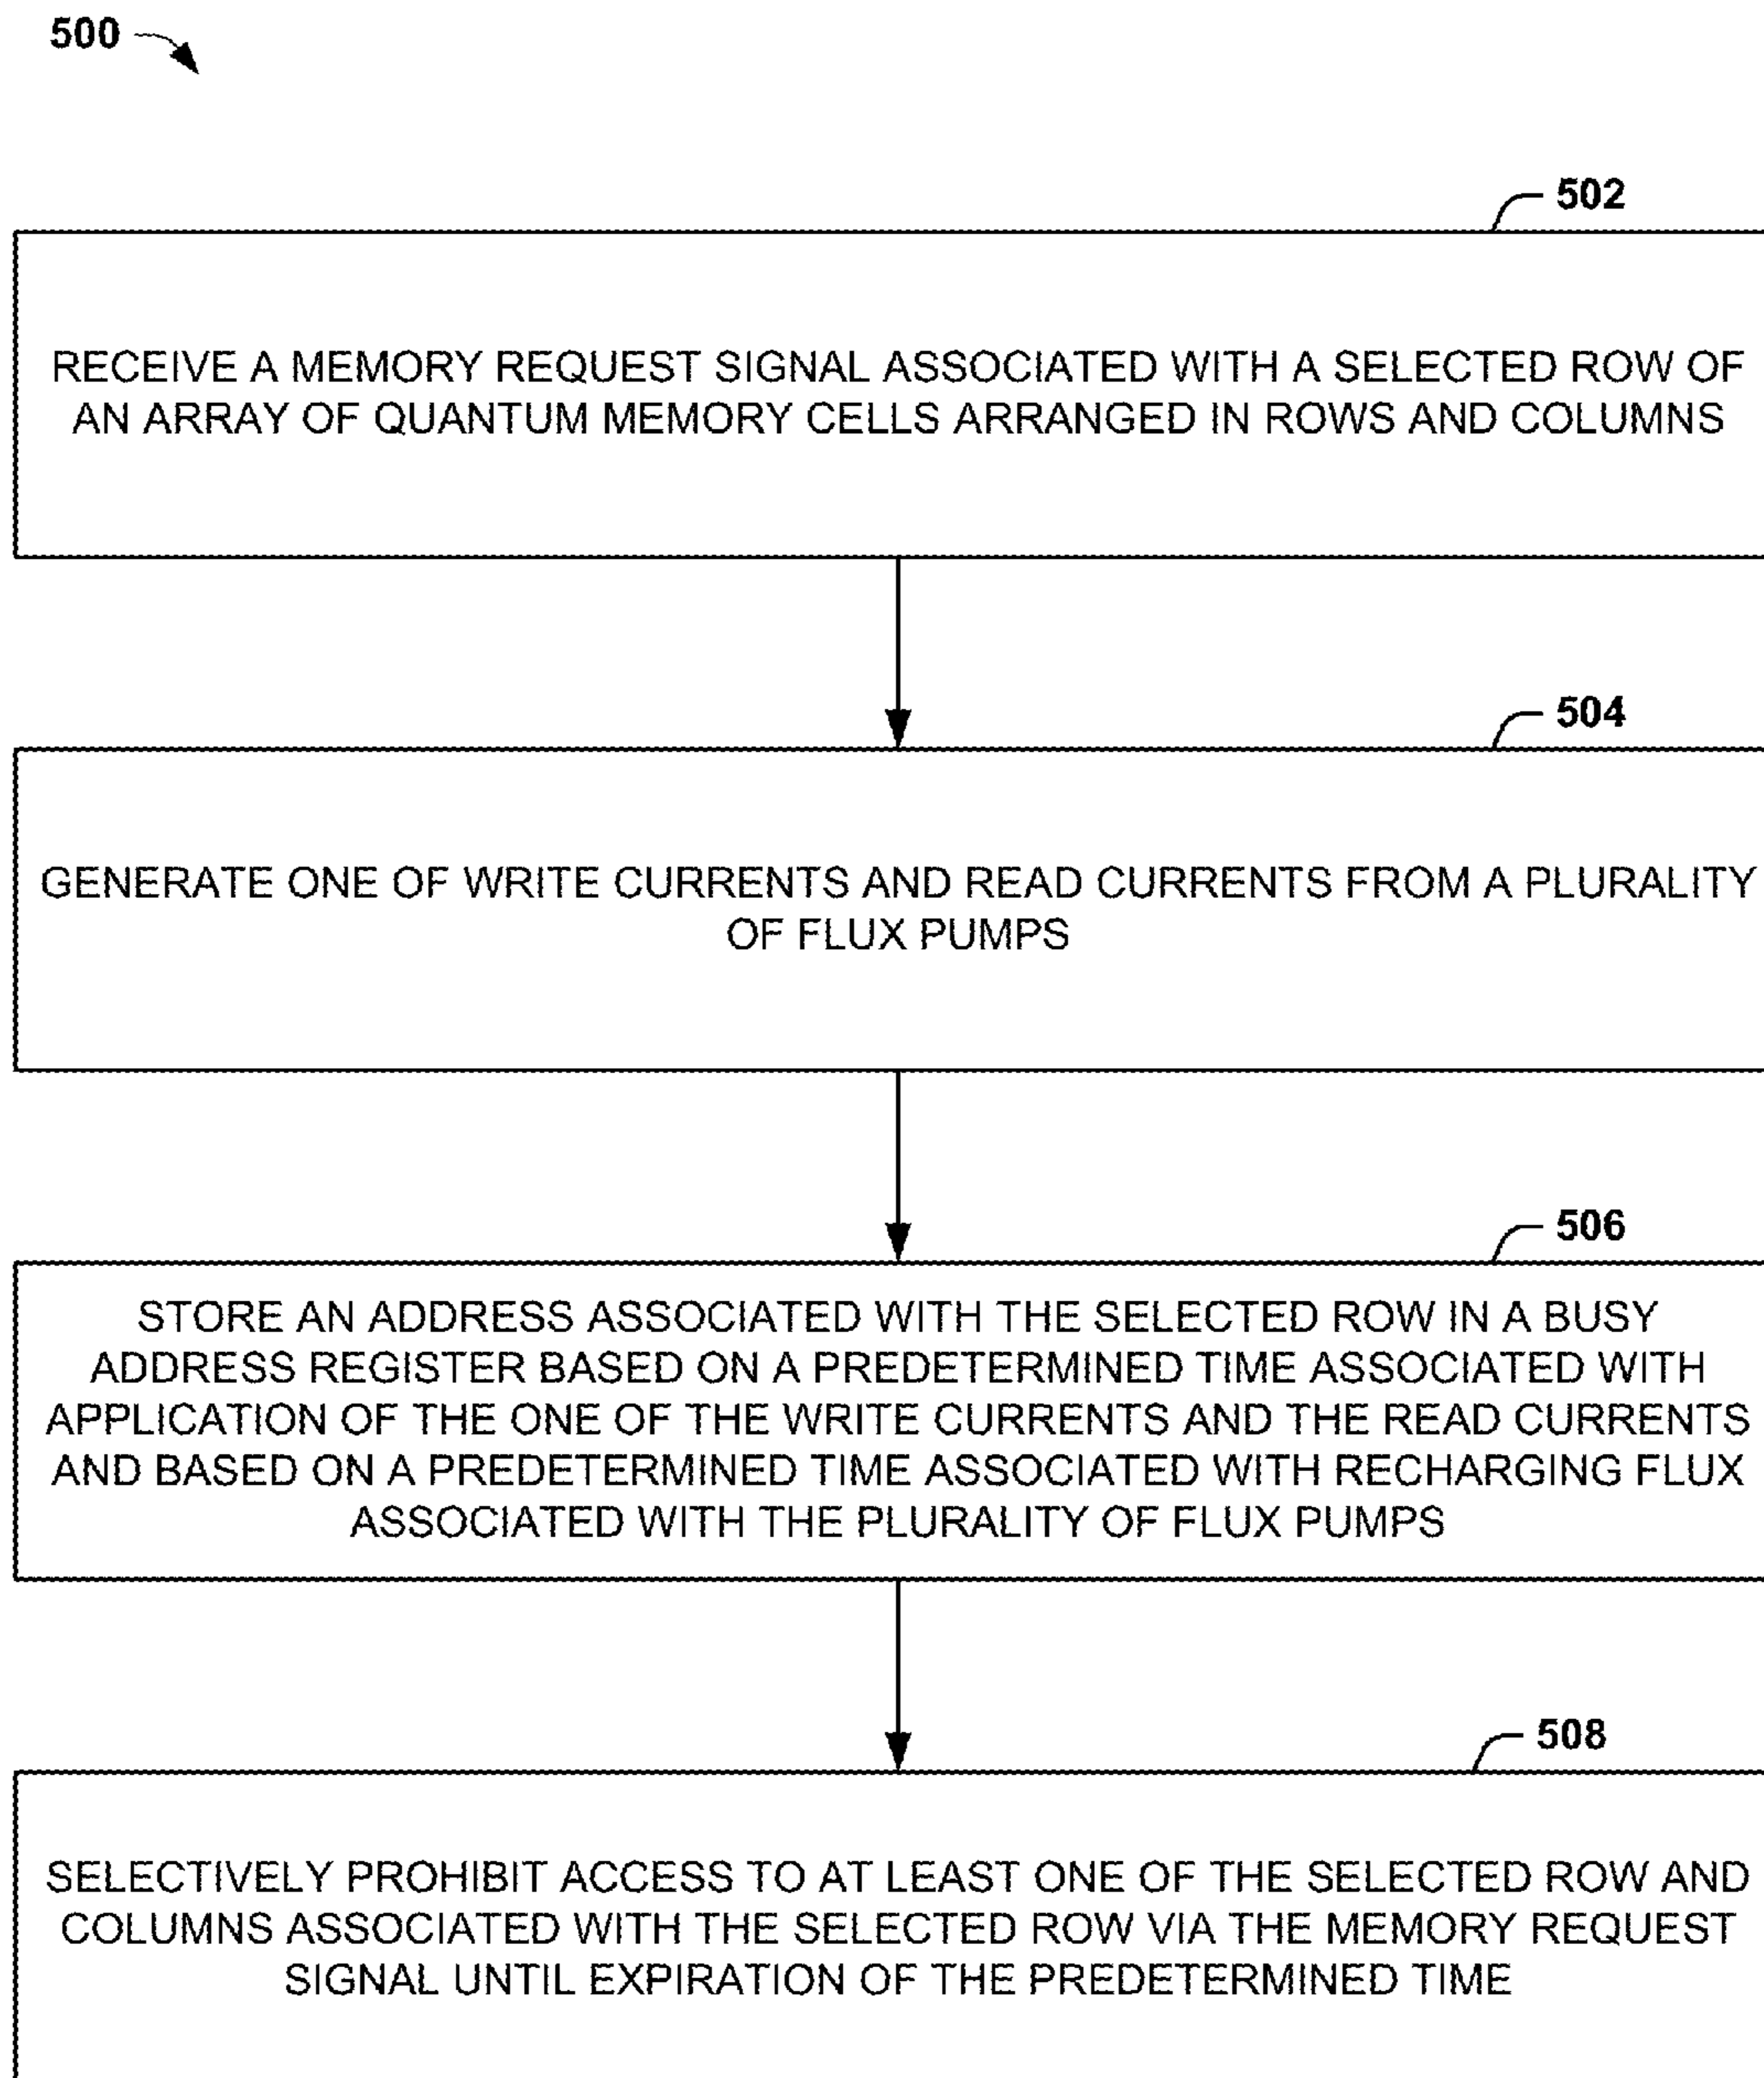 500
502
RECEIVE A MEMORY REQUEST SIGNAL ASSOCIATED WITH A SELECTED ROW OF
AN ARRAY OF QUANTUM MEMORY CELLS ARRANGED IN ROWS AND COLUMNS
504
GENERATE ONE OF WRITE CURRENTS AND READ CURRENTS FROM A PLURALITY
OF FLUX PUMPS
506
STORE AN ADDRESS ASSOCIATED WITH THE SELECTED ROW IN A BUSY
ADDRESS REGISTER BASED ON A PREDETERMINED TIME ASSOCIATED WITH
APPLICATION OF THE ONE OF THE WRITE CURRENTS AND THE READ CURRENTS
AND BASED ON A PREDETERMINED TIME ASSOCIATED WITH RECHARGING FLUX
ASSOCIATED WITH THE PLURALITY OF FLUX PUMPS
508
SELECTIVELY PROHIBIT ACCESS TO AT LEAST ONE OF THE SELECTED ROW AND
COLUMNS ASSOCIATED WITH THE SELECTED ROW VIA THE MEMORY REQUEST
SIGNAL UNTIL EXPIRATION OF THE PREDETERMINED TIME